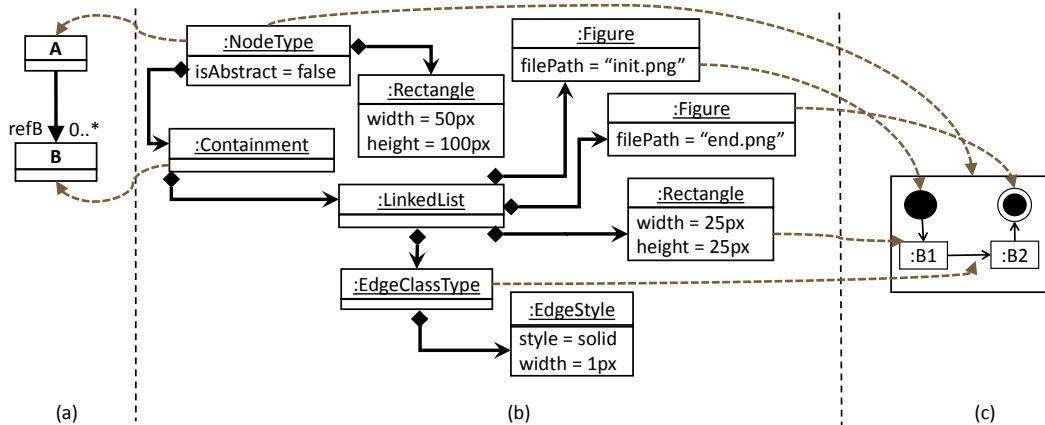 A
refB
0..*
B
:NodeType
isAbstract = false
:Rectangle
width = 50px
height = 100px
:Figure
filePath = “init.png”
:Figure
filePath = “end.png”
:Containment
:LinkedList
:Rectangle
width = 25px
height = 25px
:EdgeClassType
:EdgeStyle
style = solid
width = 1px
:B1
:B2
(a)
(b)
(c)